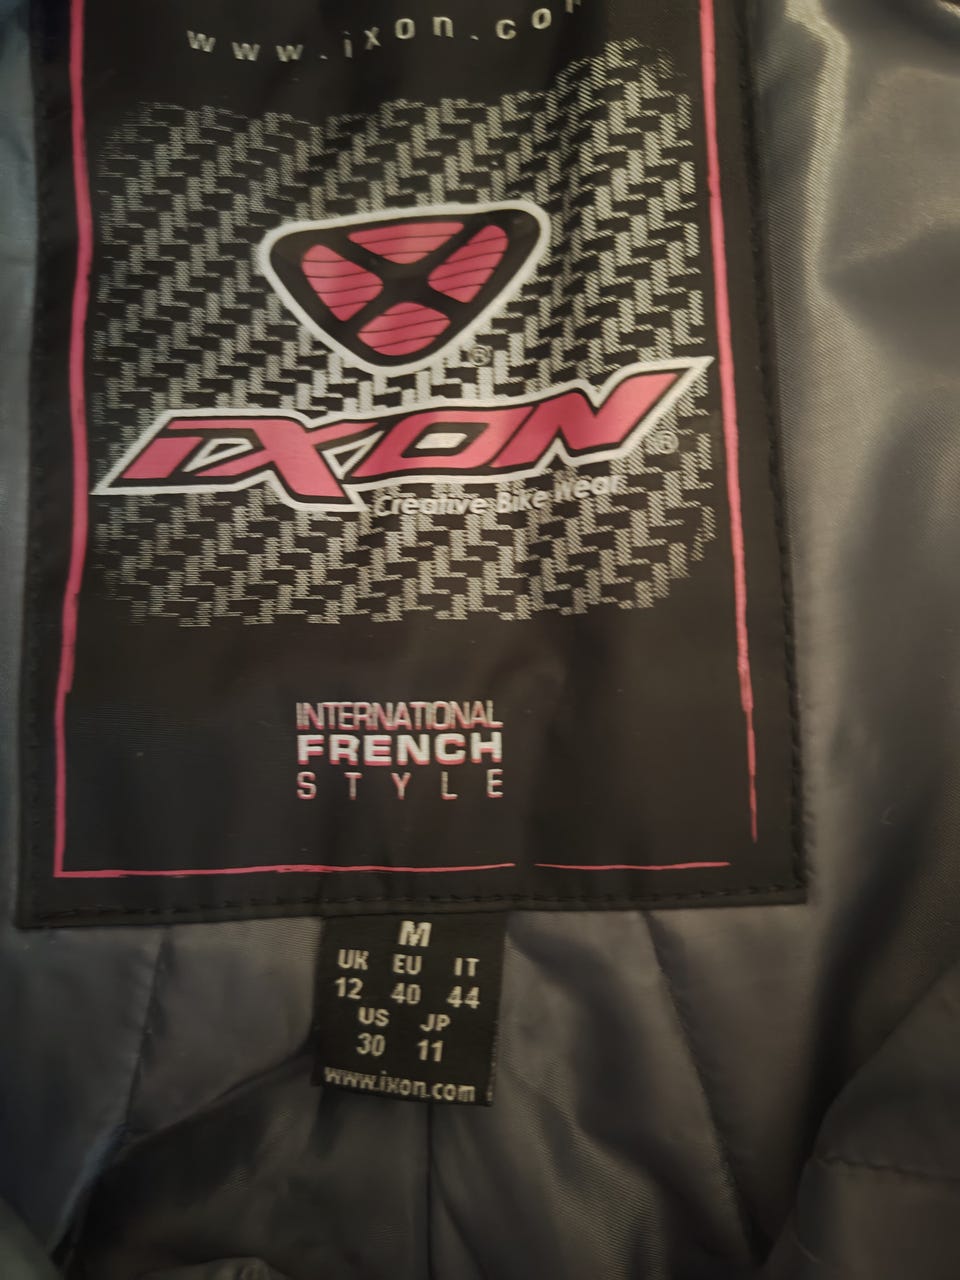 www.ixon.co
®
IXON®
Creative Bike Wear
INTERNATIONAL
FRENCH
STYLE
M
UK EU IT
12 40 44
US JP
30 11
www.ixon.com